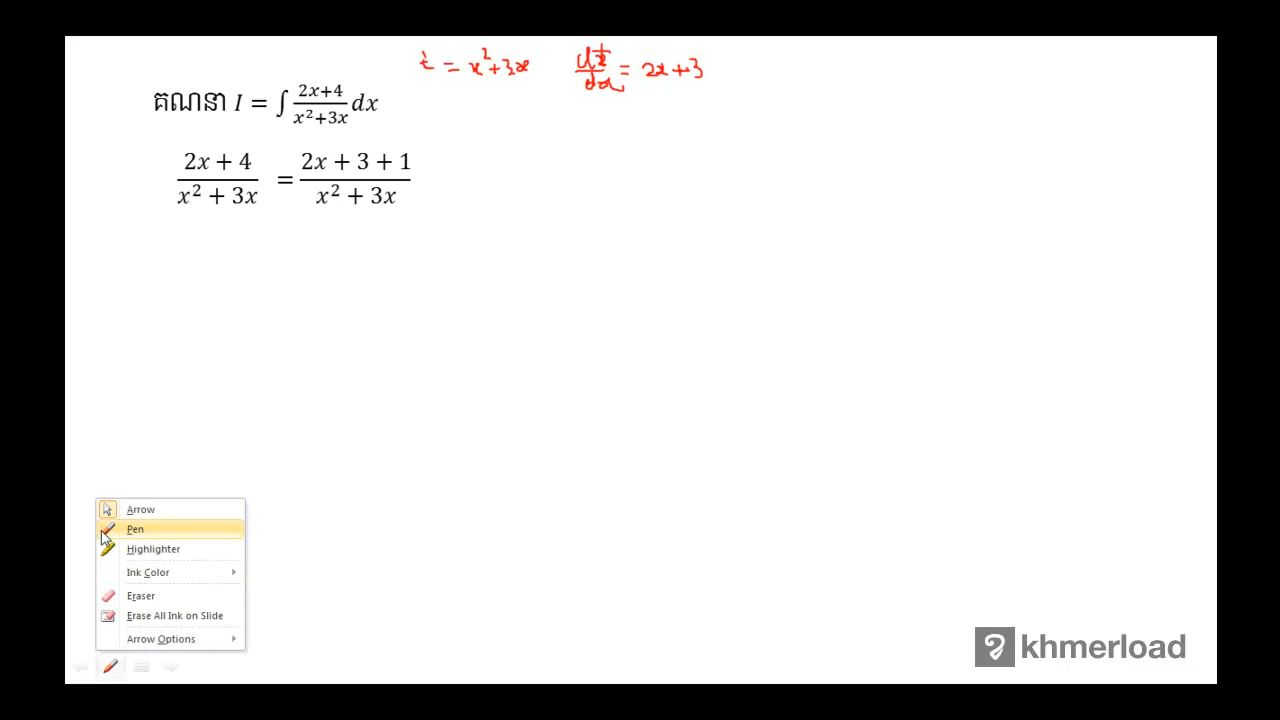 t = x²+3x dt/dx = 2x+3
គណនា I = ∫ (2x+4)/(x²+3x) dx
(2x + 4)/(x² + 3x) = (2x + 3 + 1)/(x² + 3x)
Arrow
Pen
Highlighter
Ink Color
Eraser
Erase All Ink on Slide
Arrow Options
khmerload